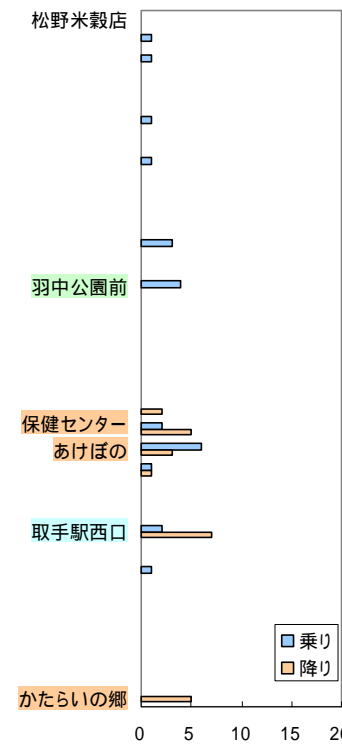 松野米穀店
羽中公園前
保健センター
あけぼの
取手駅西口
乗り
降り
かたらいの郷
0 5 10 15 20